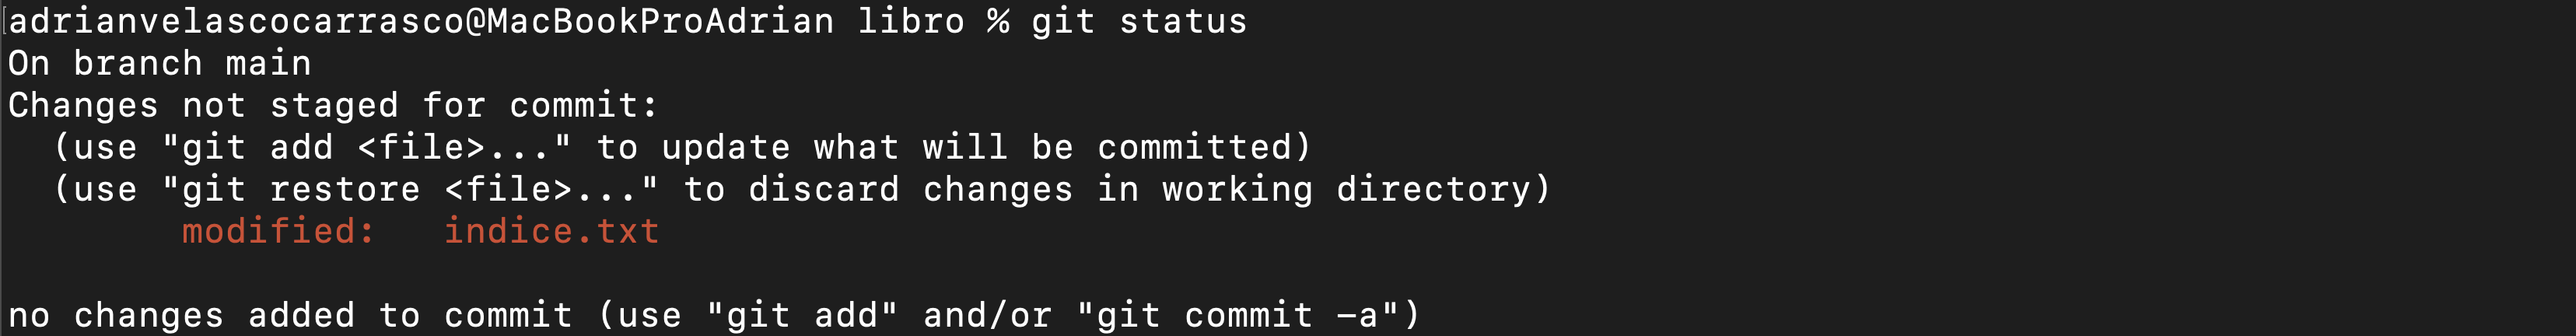 adrianvelascocarrasco@MacBookProAdrian libro % git status
On branch main
Changes not staged for commit:
  (use "git add <file>..." to update what will be committed)
  (use "git restore <file>..." to discard changes in working directory)
        modified:   indice.txt

no changes added to commit (use "git add" and/or "git commit -a")